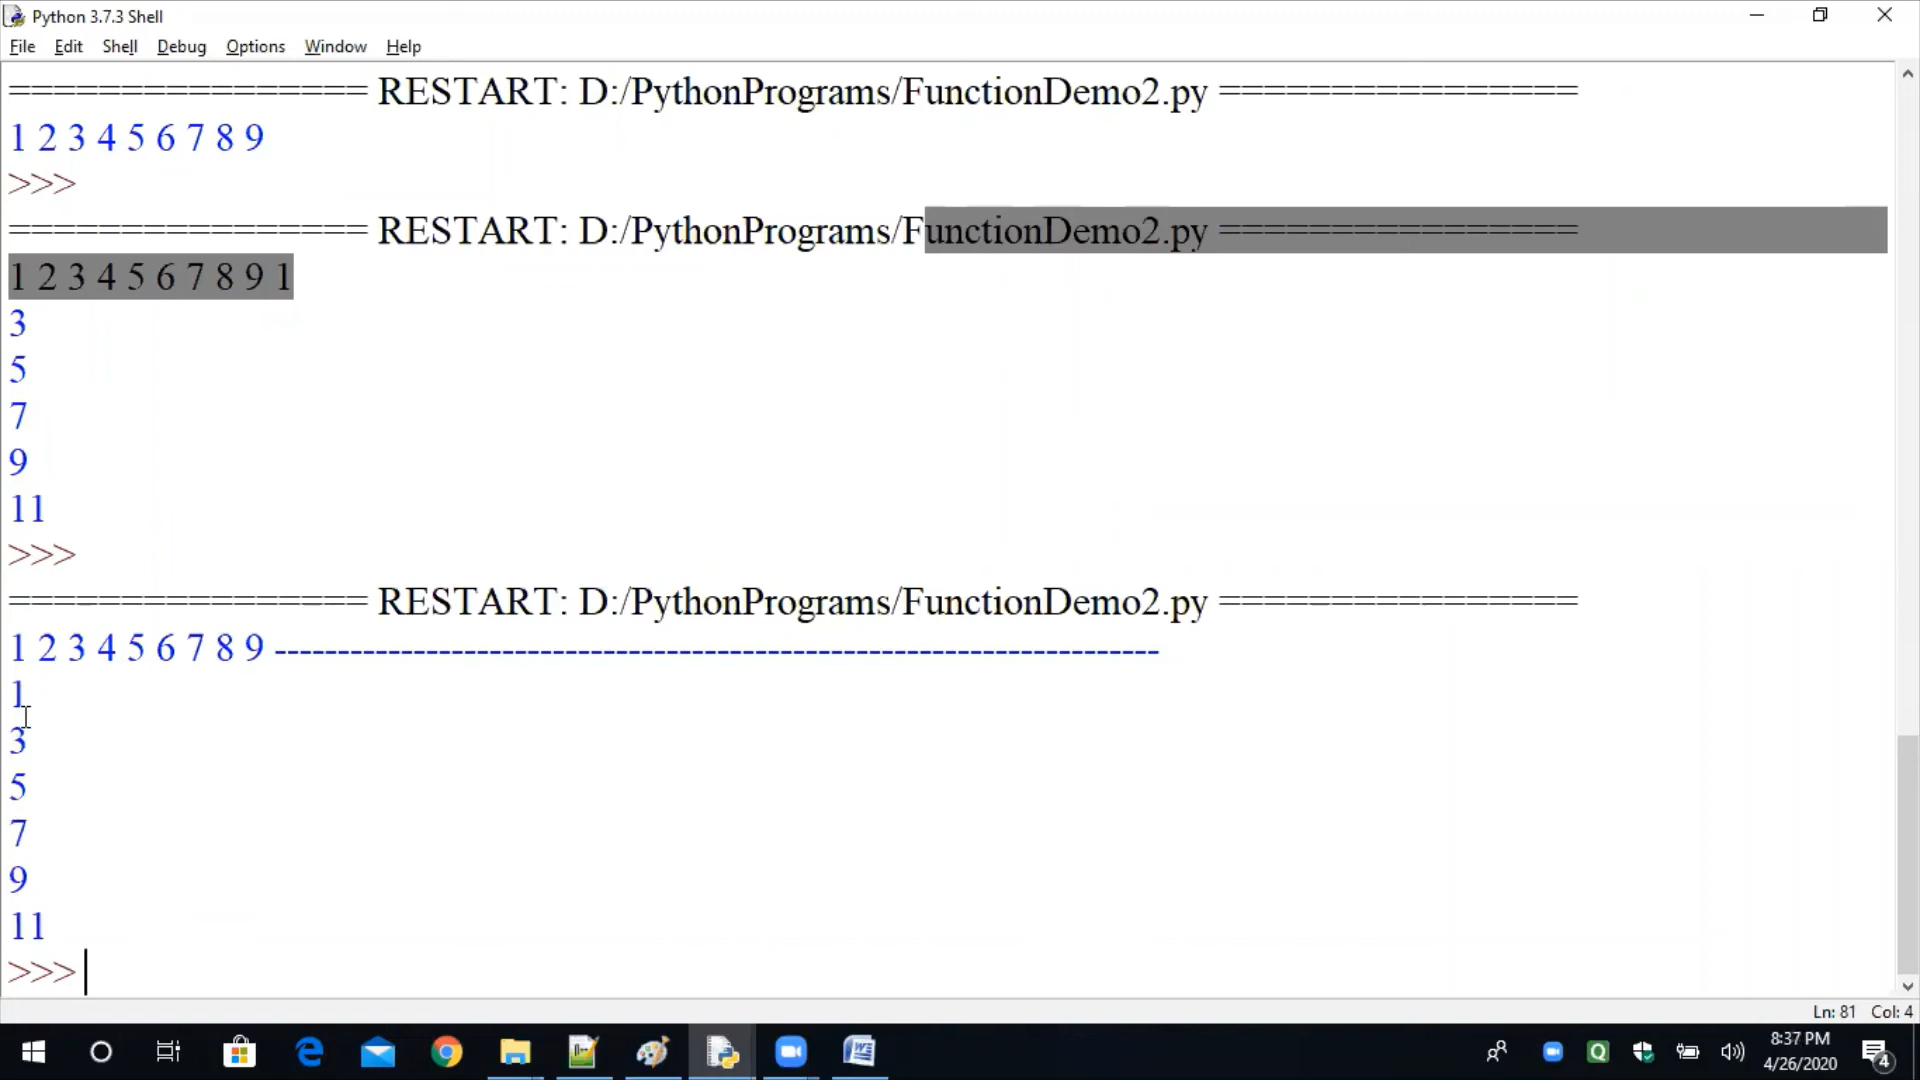 Python 3.7.3 Shell
File Edit Shell Debug Options Window Help
================ RESTART: D:/PythonPrograms/FunctionDemo2.py ================
1 2 3 4 5 6 7 8 9
>>>
================ RESTART: D:/PythonPrograms/FunctionDemo2.py ================
1 2 3 4 5 6 7 8 9 1
3
5
7
9
11
>>>
================ RESTART: D:/PythonPrograms/FunctionDemo2.py ================
1 2 3 4 5 6 7 8 9 ----------------------------------------------------------------------
1
3
5
7
9
11
>>>
Ln: 81 Col: 4
8:37 PM
4/26/2020
4